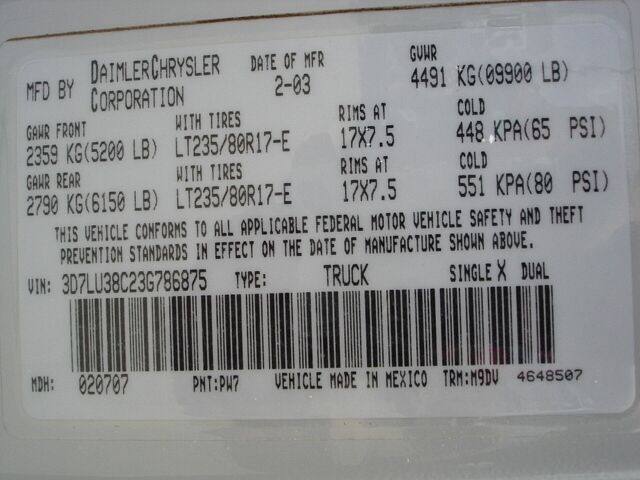 MFD BY DAIMLERCHRYSLER CORPORATION DATE OF MFR 2-03 GVWR 4491 KG(09900 LB)
GAWR FRONT WITH TIRES RIMS AT COLD
2359 KG(5200 LB) LT235/80R17-E 17X7.5 448 KPA(65 PSI)
GAWR REAR WITH TIRES RIMS AT COLD
2790 KG(6150 LB) LT235/80R17-E 17X7.5 551 KPA(80 PSI)
THIS VEHICLE CONFORMS TO ALL APPLICABLE FEDERAL MOTOR VEHICLE SAFETY AND THEFT
PREVENTION STANDARDS IN EFFECT ON THE DATE OF MANUFACTURE SHOWN ABOVE.
VIN: 3D7LU38C23G786875 TYPE: TRUCK SINGLE X DUAL
MDH: 020707 PNT:PW7 VEHICLE MADE IN MEXICO TRM:M9DV 4648507